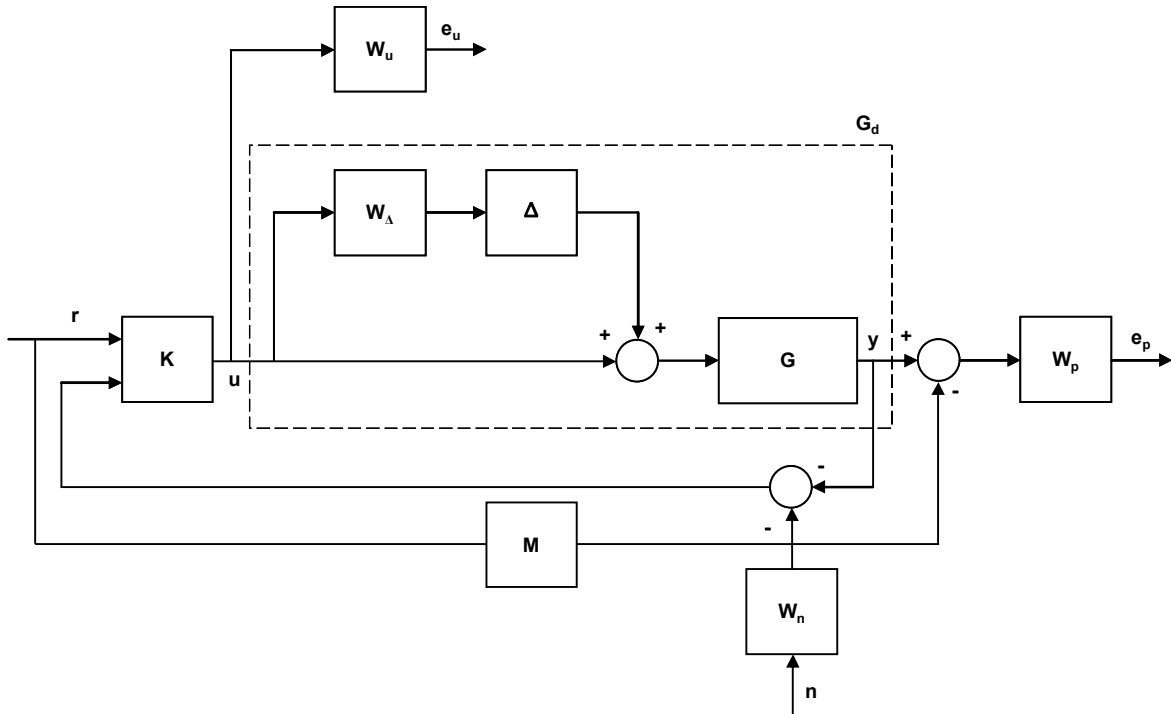 e_u
W_u
G_d
W_Δ
Δ
r
+
+
K
u
G
y
+
-
W_p
e_p
-
-
M
W_n
n